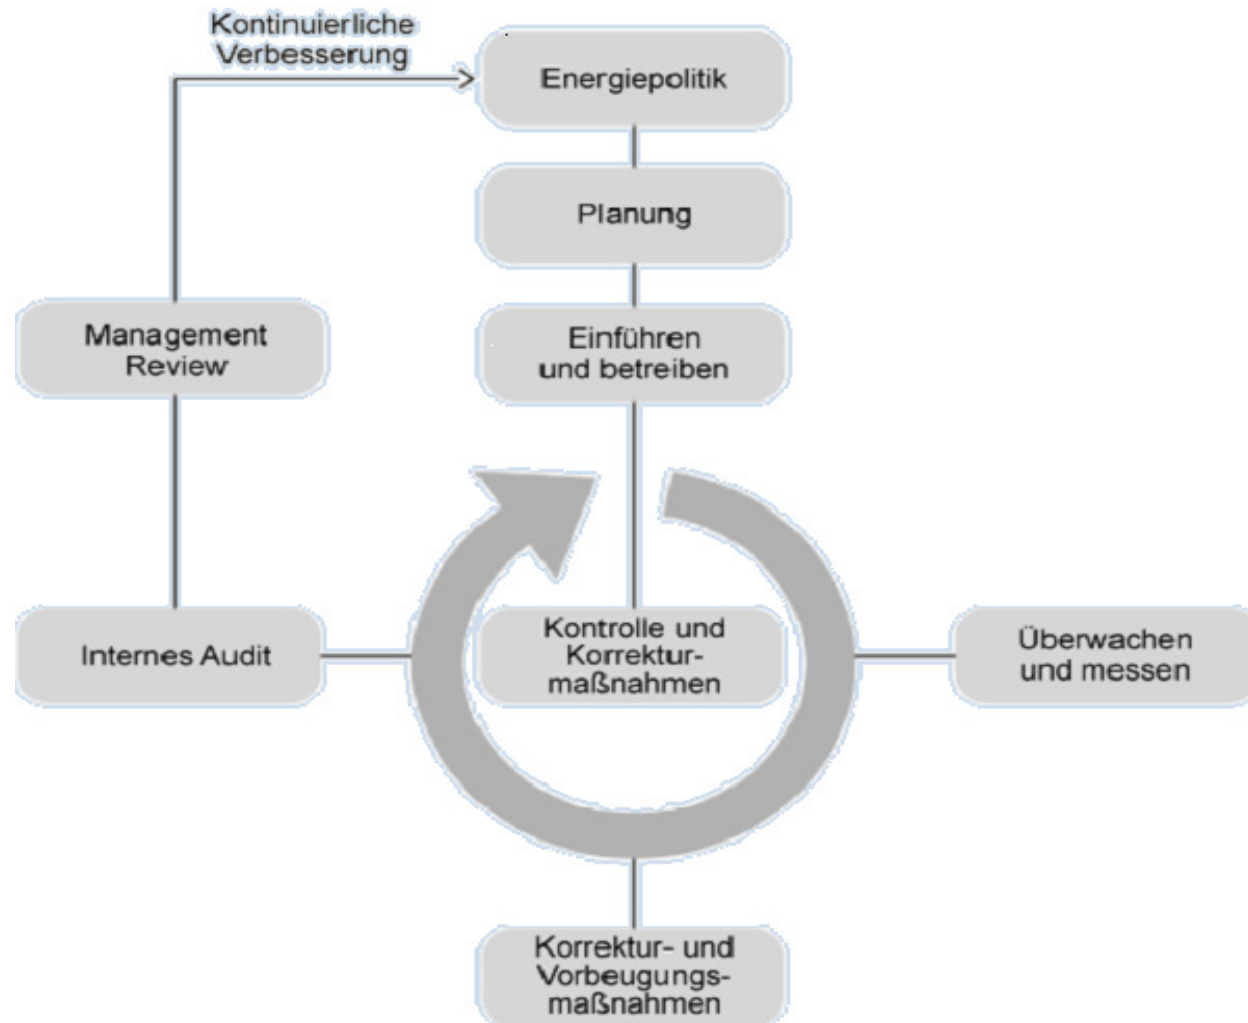 Kontinuierliche
Verbesserung
Energiepolitik
Planung
Management
Review
Einführen
und betreiben
Internes Audit
Kontrolle und
Korrektur-
maßnahmen
Überwachen
und messen
Korrektur- und
Vorbeugungs-
maßnahmen